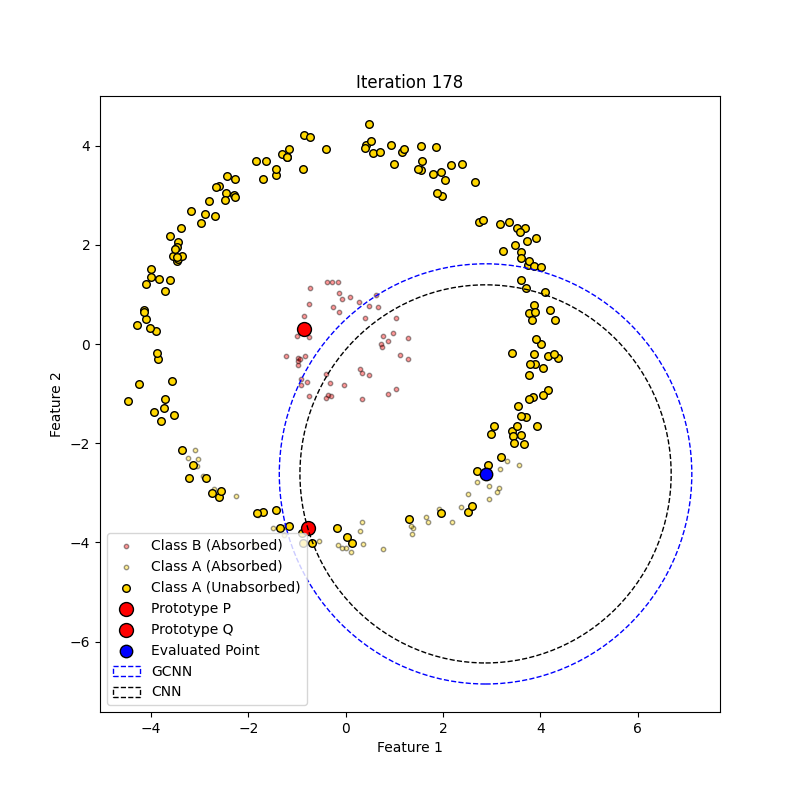 Iteration 178
Feature 2
4
2
0
−2
−4
−6
Class B (Absorbed)
Class A (Absorbed)
Class A (Unabsorbed)
Prototype P
Prototype Q
Evaluated Point
GCNN
CNN
−4 −2 0 2 4 6
Feature 1